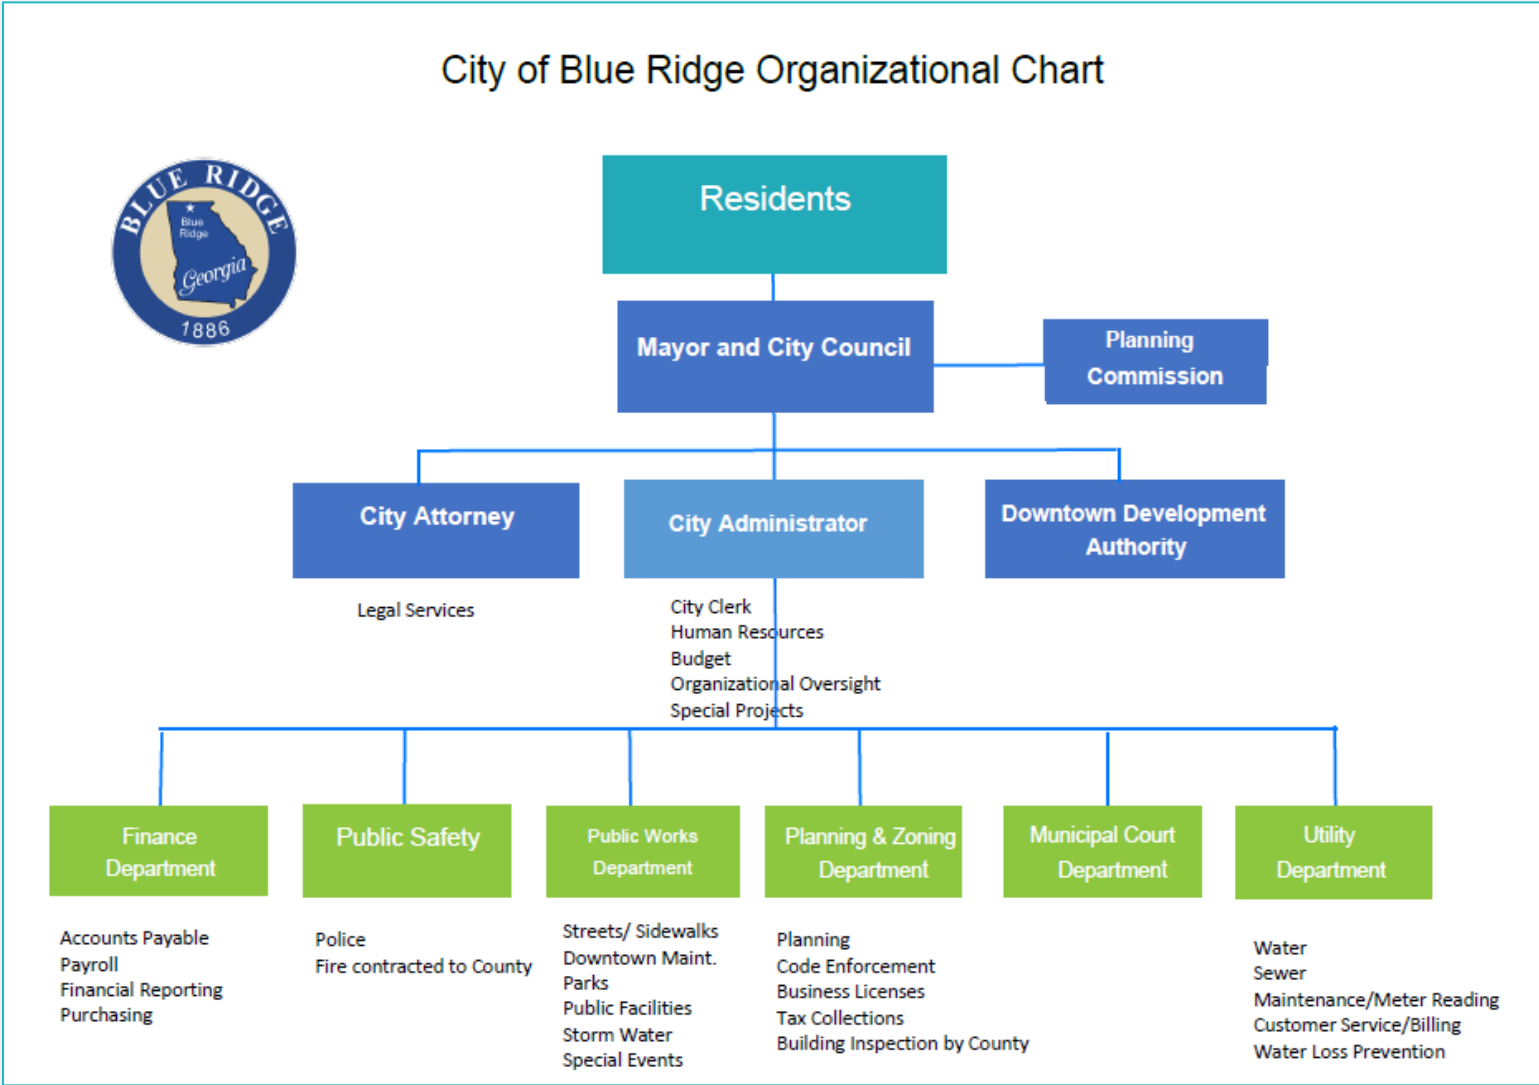 City of Blue Ridge Organizational Chart
BLUE RIDGE
Blue
Ridge
Georgia
1886
Residents
Mayor and City Council
Planning
Commission
City Attorney
City Administrator
Downtown Development
Authority
Legal Services
City Clerk
Human Resources
Budget
Organizational Oversight
Special Projects
Finance
Department
Public Safety
Public Works
Department
Planning & Zoning
Department
Municipal Court
Department
Utility
Department
Accounts Payable
Payroll
Financial Reporting
Purchasing
Police
Fire contracted to County
Streets/ Sidewalks
Downtown Maint.
Parks
Public Facilities
Storm Water
Special Events
Planning
Code Enforcement
Business Licenses
Tax Collections
Building Inspection by County
Water
Sewer
Maintenance/Meter Reading
Customer Service/Billing
Water Loss Prevention